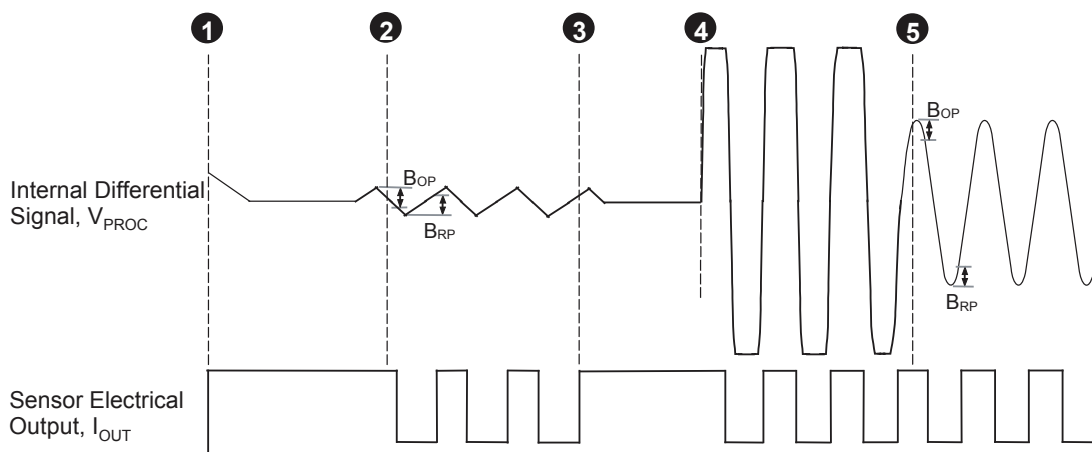 1 2 3 4 5
BOP
BOP
Internal Differential
Signal, VPROC
BRP
BRP
Sensor Electrical
Output, IOUT